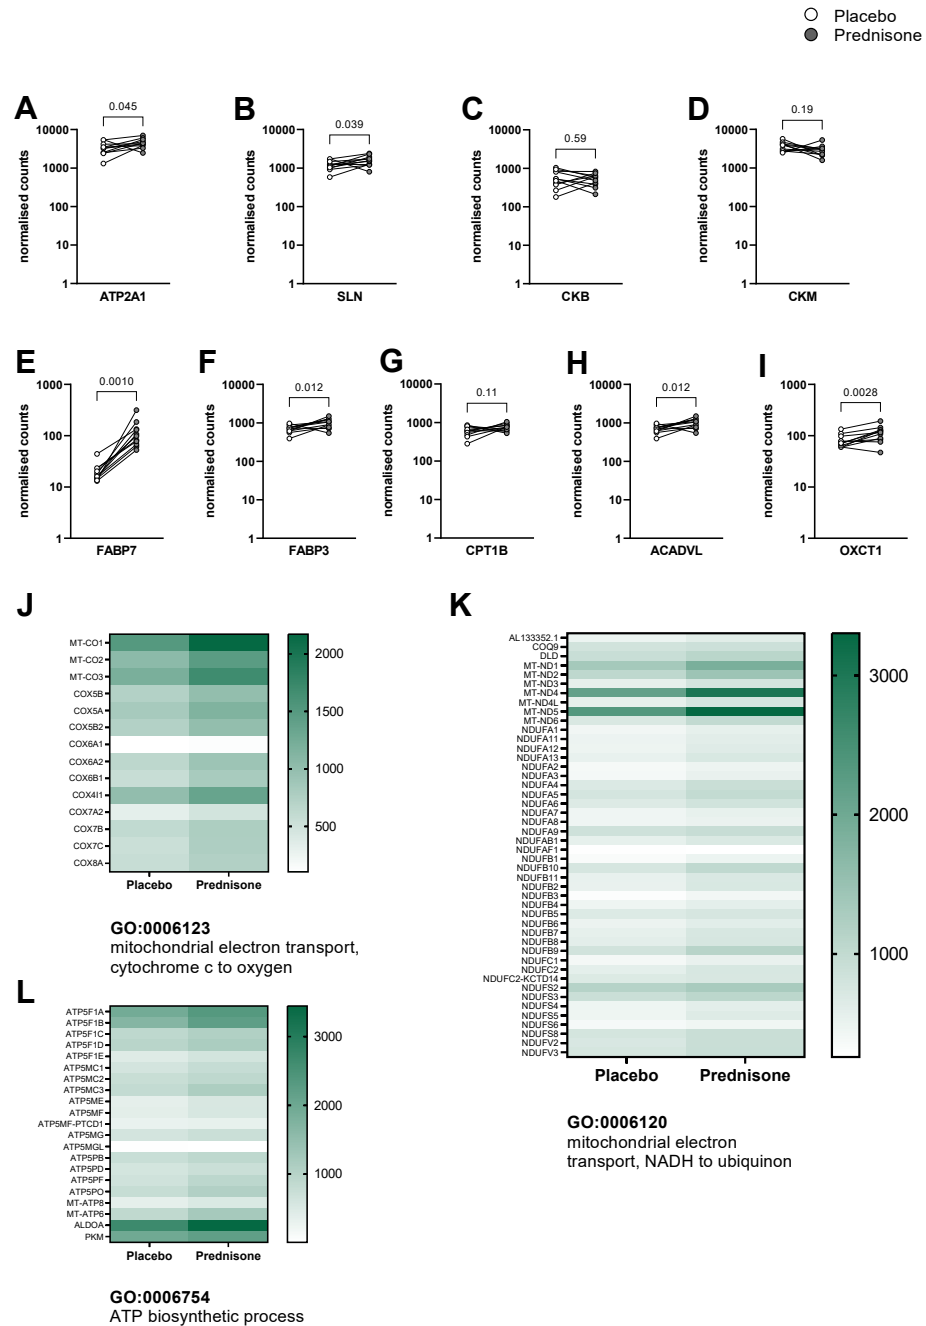 Placebo
Prednisone
A
0.045
10000
1000
100
10
1
normalised counts
ATP2A1
B
0.039
10000
1000
100
10
1
normalised counts
SLN
C
0.59
10000
1000
100
10
1
normalised counts
CKB
D
0.19
10000
1000
100
10
1
normalised counts
CKM
E
0.0010
1000
100
10
1
normalised counts
FABP7
F
0.012
10000
1000
100
10
1
normalised counts
FABP3
G
0.11
10000
1000
100
10
1
normalised counts
CPT1B
H
0.012
10000
1000
100
10
1
normalised counts
ACADVL
I
0.0028
1000
100
10
1
normalised counts
OXCT1
J
MT-CO1
MT-CO2
MT-CO3
COX5B
COX5A
COX5B2
COX6A1
COX6A2
COX6B1
COX4I1
COX7A2
COX7B
COX7C
COX8A
Placebo Prednisone
2000
1500
1000
500
GO:0006123
mitochondrial electron transport,
cytochrome c to oxygen
K
AL133352.1
COQ9
DLD
MT-ND1
MT-ND2
MT-ND3
MT-ND4
MT-ND4L
MT-ND5
MT-ND6
NDUFA1
NDUFA11
NDUFA12
NDUFA13
NDUFA2
NDUFA3
NDUFA4
NDUFA5
NDUFA6
NDUFA7
NDUFA8
NDUFA9
NDUFAB1
NDUFAF1
NDUFB1
NDUFB10
NDUFB11
NDUFB2
NDUFB3
NDUFB4
NDUFB5
NDUFB6
NDUFB7
NDUFB8
NDUFB9
NDUFC1
NDUFC2
NDUFC2-KCTD14
NDUFS2
NDUFS3
NDUFS4
NDUFS5
NDUFS6
NDUFS8
NDUFV2
NDUFV3
Placebo Prednisone
3000
2000
1000
GO:0006120
mitochondrial electron
transport, NADH to ubiquinon
L
ATP5F1A
ATP5F1B
ATP5F1C
ATP5F1D
ATP5F1E
ATP5MC1
ATP5MC2
ATP5MC3
ATP5ME
ATP5MF
ATP5MF-PTCD1
ATP5MG
ATP5MGL
ATP5PB
ATP5PD
ATP5PF
ATP5PO
MT-ATP8
MT-ATP6
ALDOA
PKM
Placebo Prednisone
3000
2000
1000
GO:0006754
ATP biosynthetic process